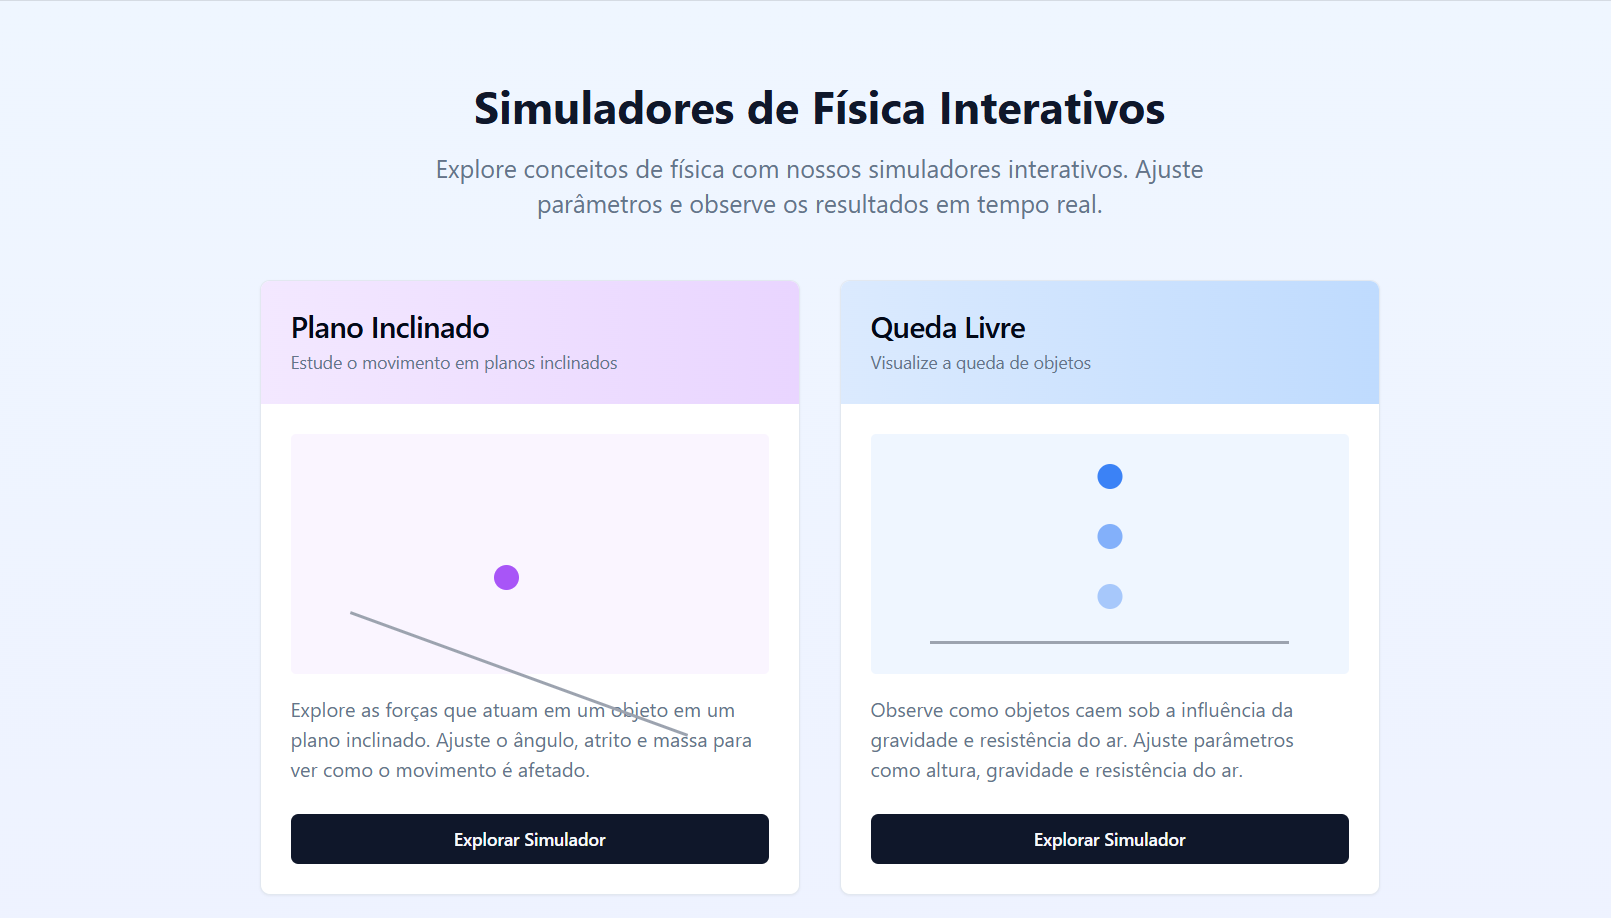 Simuladores de Física Interativos
Explore conceitos de física com nossos simuladores interativos. Ajuste
parâmetros e observe os resultados em tempo real.
Plano Inclinado
Estude o movimento em planos inclinados
Explore as forças que atuam em um objeto em um
plano inclinado. Ajuste o ângulo, atrito e massa para
ver como o movimento é afetado.
Explorar Simulador
Queda Livre
Visualize a queda de objetos
Observe como objetos caem sob a influência da
gravidade e resistência do ar. Ajuste parâmetros
como altura, gravidade e resistência do ar.
Explorar Simulador